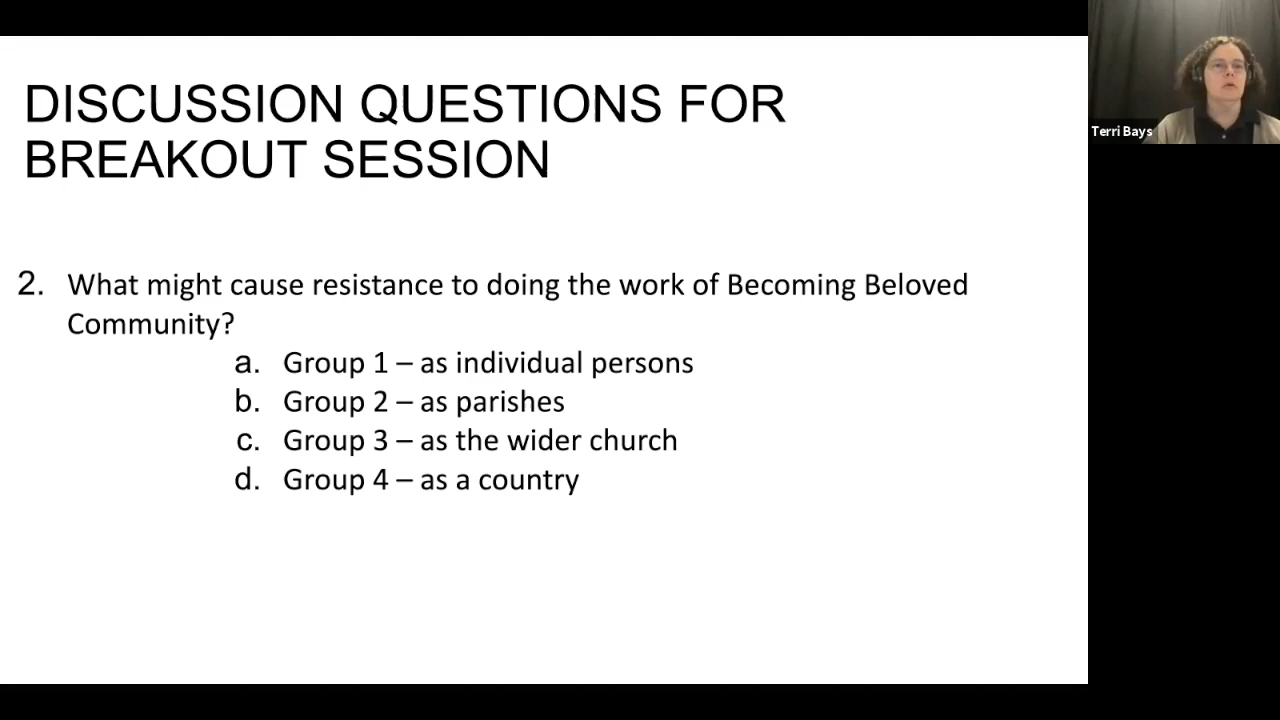 DISCUSSION QUESTIONS FOR
BREAKOUT SESSION
2. What might cause resistance to doing the work of Becoming Beloved
Community?
a. Group 1 – as individual persons
b. Group 2 – as parishes
c. Group 3 – as the wider church
d. Group 4 – as a country
Terri Bays